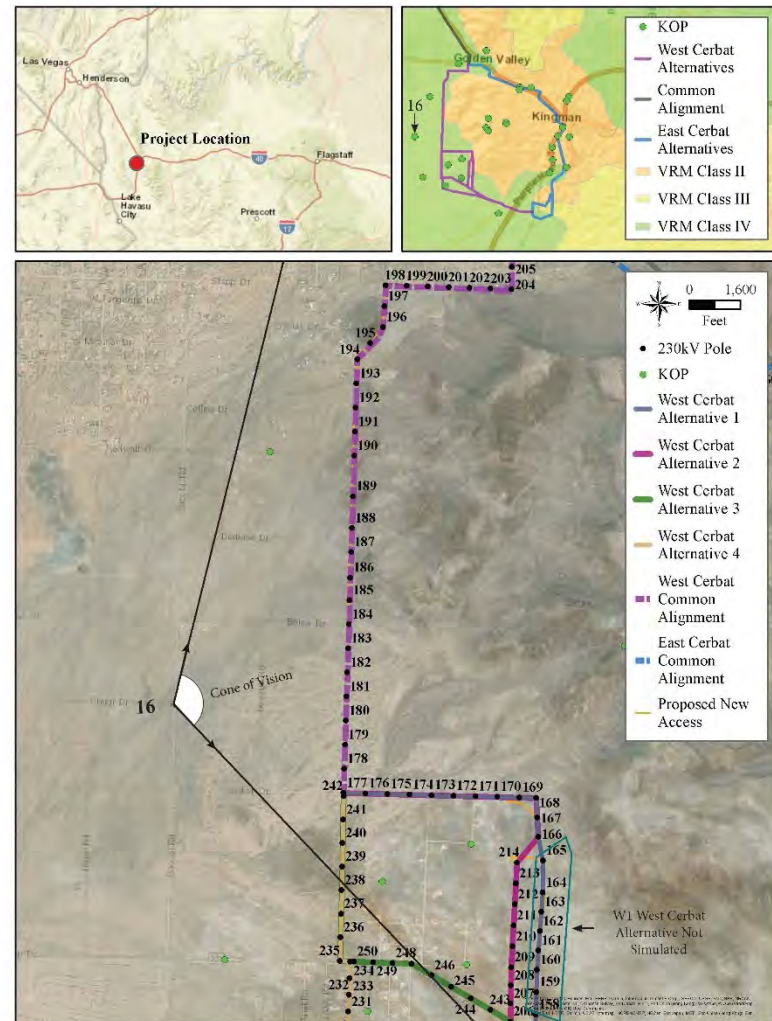 Las Vegas
Henderson
Project Location
40
Flagstaff
Lake
Havasu
City
Prescott
17
Golden Valley
16
Kingman
KOP
West Cerbat
Alternatives
Common
Alignment
East Cerbat
Alternatives
VRM Class II
VRM Class III
VRM Class IV
205
198 199 200 201 202 203
204
197
196
195
194
193
192
191
190
189
188
187
186
185
184
183
182
181
180
179
178
16
Cone of Vision
242 177 176 175 174 173 172 171 170 169
168
167
166
165
164
163
162
161
160
159
158
241
240
239
238
237
236
235
250
234 249 248
233
232
231
246
245
244
243
214
213
212
211
210
209
208
207
206
W1 West Cerbat
Alternative Not
Simulated
0 1,600
Feet
230kV Pole
KOP
West Cerbat
Alternative 1
West Cerbat
Alternative 2
West Cerbat
Alternative 3
West Cerbat
Alternative 4
West Cerbat
Common
Alignment
East Cerbat
Common
Alignment
Proposed New
Access